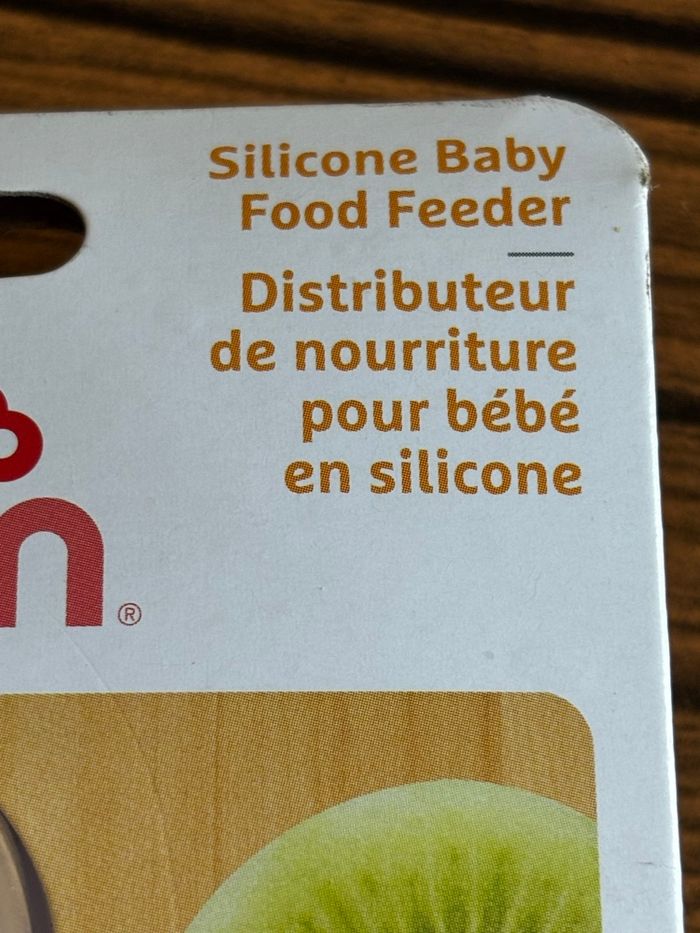 Silicone Baby
Food Feeder
Distributeur
de nourriture
pour bébé
en silicone
n®